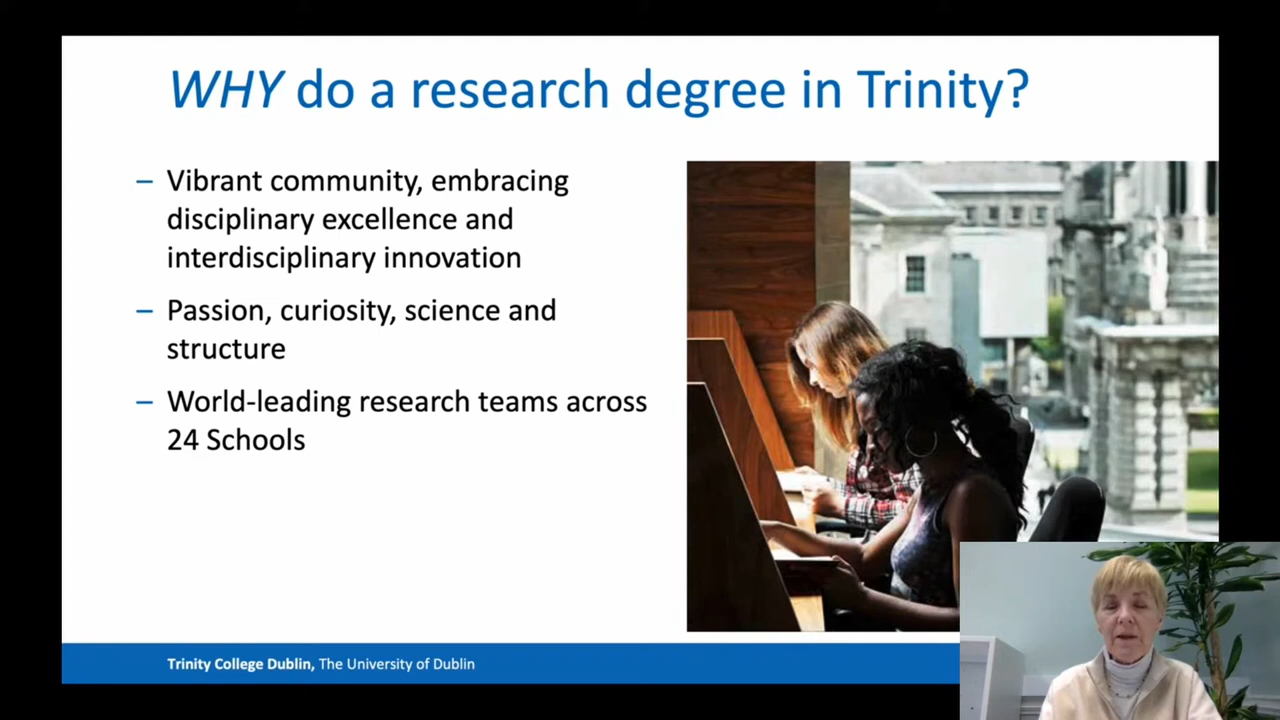 WHY do a research degree in Trinity?
– Vibrant community, embracing
disciplinary excellence and
interdisciplinary innovation
– Passion, curiosity, science and
structure
– World-leading research teams across
24 Schools
Trinity College Dublin, The University of Dublin